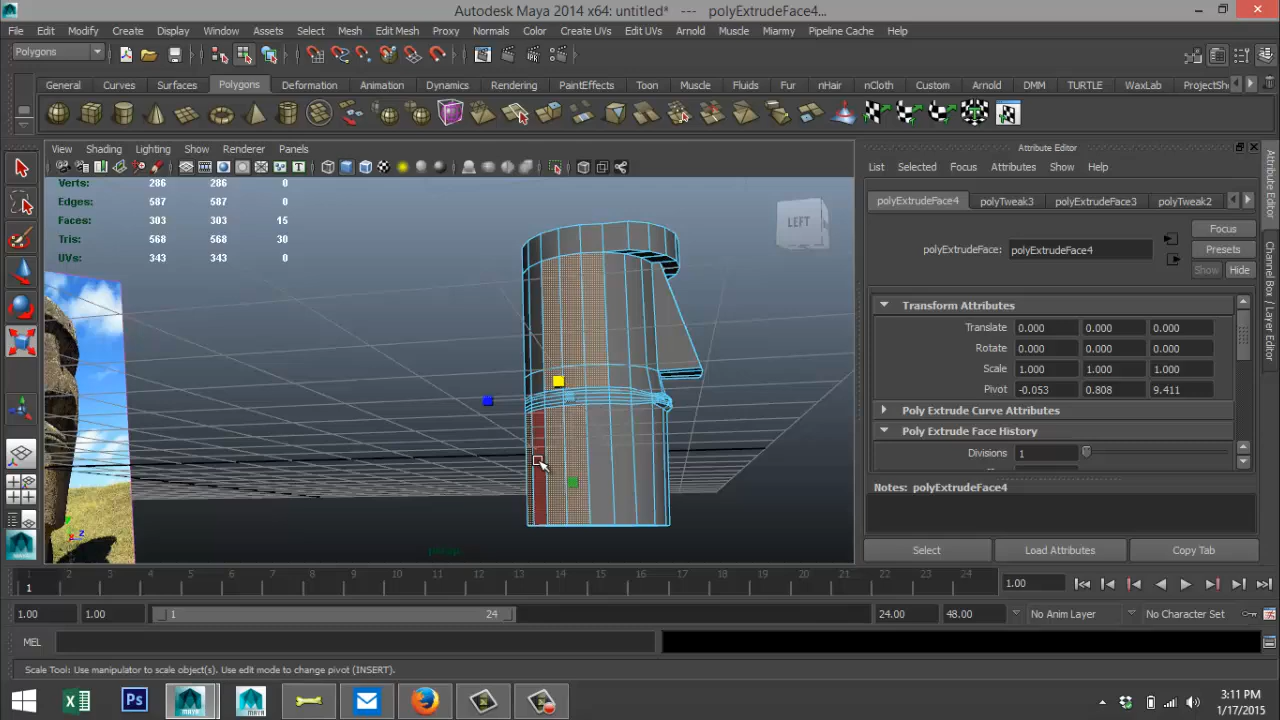 Autodesk Maya 2014 x64: untitled* --- polyExtrudeFace4...
File Edit Modify Create Display Window Assets Select Mesh Edit Mesh Proxy Normals Color Create UVs Edit UVs Arnold Muscle Miarmy Pipeline Cache Help
Polygons
General Curves Surfaces Polygons Deformation Animation Dynamics Rendering PaintEffects Toon Muscle Fluids Fur nHair nCloth Custom Arnold DMM TURTLE WaxLab ProjectSh
View Shading Lighting Show Renderer Panels
Attribute Editor
List Selected Focus Attributes Show Help
Verts: 286 286 0
Edges: 587 587 0
Faces: 303 303 15
Tris: 568 568 30
UVs: 343 343 0
LEFT
polyExtrudeFace4 polyTweak3 polyExtrudeFace3 polyTweak2
polyExtrudeFace: polyExtrudeFace4
Focus
Presets
Show Hide
Transform Attributes
Translate 0.000 0.000 0.000
Rotate 0.000 0.000 0.000
Scale 1.000 1.000 1.000
Pivot -0.053 0.808 9.411
Poly Extrude Curve Attributes
Poly Extrude Face History
Divisions 1
Notes: polyExtrudeFace4
Select Load Attributes Copy Tab
Attribute Editor
Channel Box / Layer Editor
persp
1 2 3 4 5 6 7 8 9 10 11 12 13 14 15 16 17 18 19 20 21 22 23 24
1
1.00
1.00 1.00 1 24 24.00 48.00 No Anim Layer No Character Set
MEL
Scale Tool: Use manipulator to scale object(s). Use edit mode to change pivot (INSERT).
3:11 PM
1/17/2015